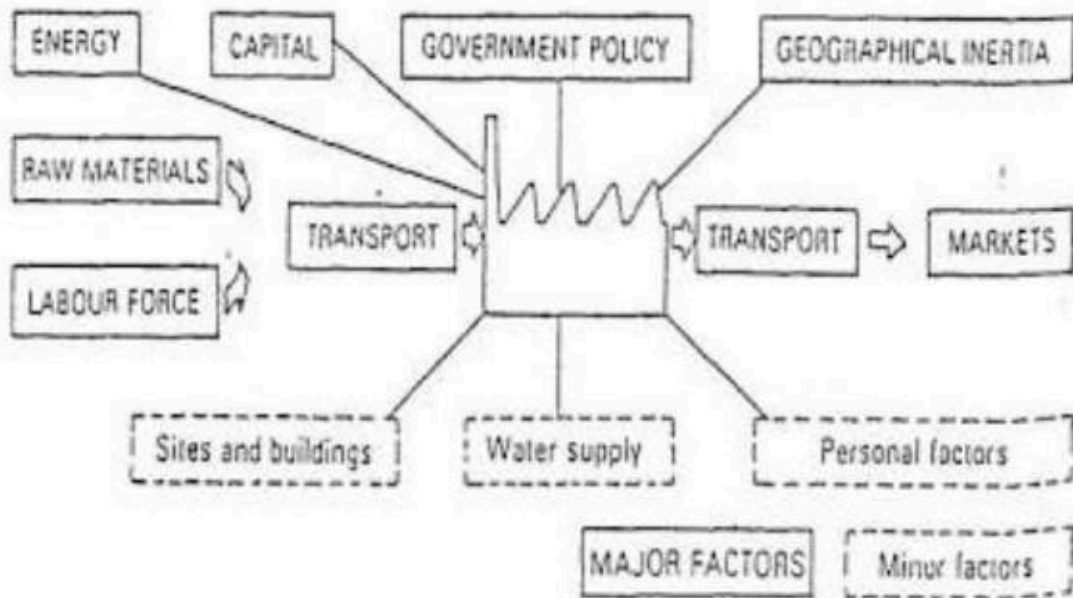 ENERGY
CAPITAL
GOVERNMENT POLICY
GEOGRAPHICAL INERTIA
RAW MATERIALS
TRANSPORT
TRANSPORT
MARKETS
LABOUR FORCE
Sites and buildings
Water supply
Personal factors
MAJOR FACTORS
Minor factors